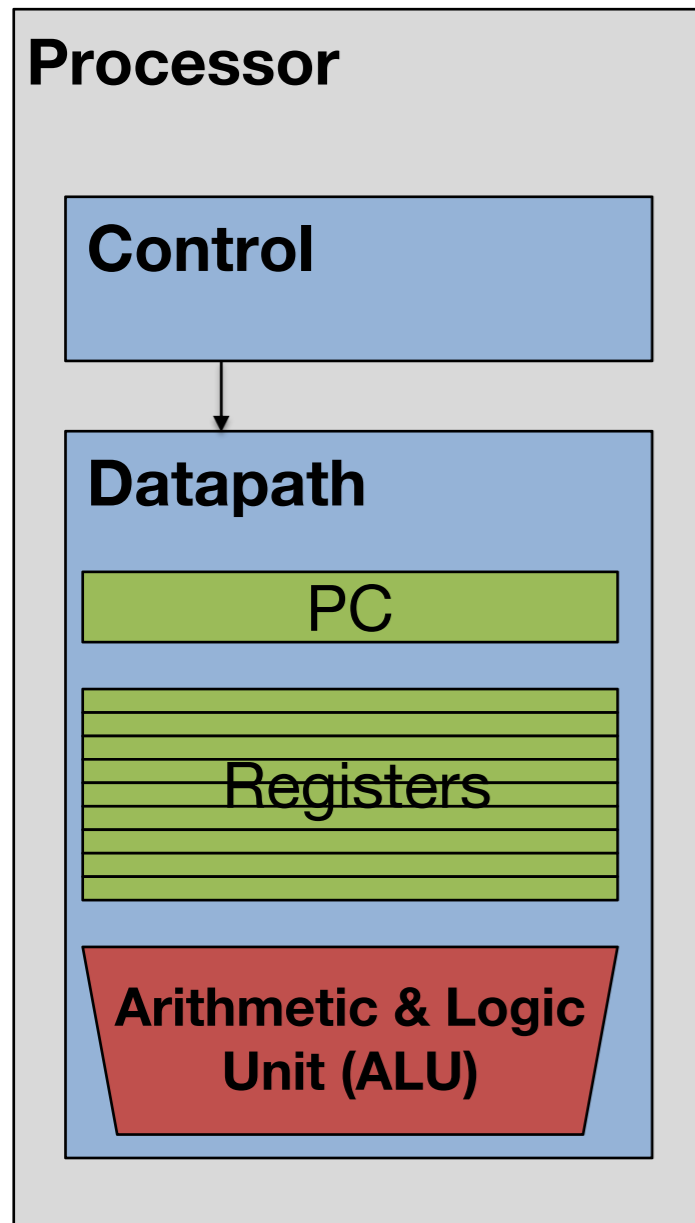 Processor
Control
Datapath
PC
Registers
Arithmetic & Logic
Unit (ALU)